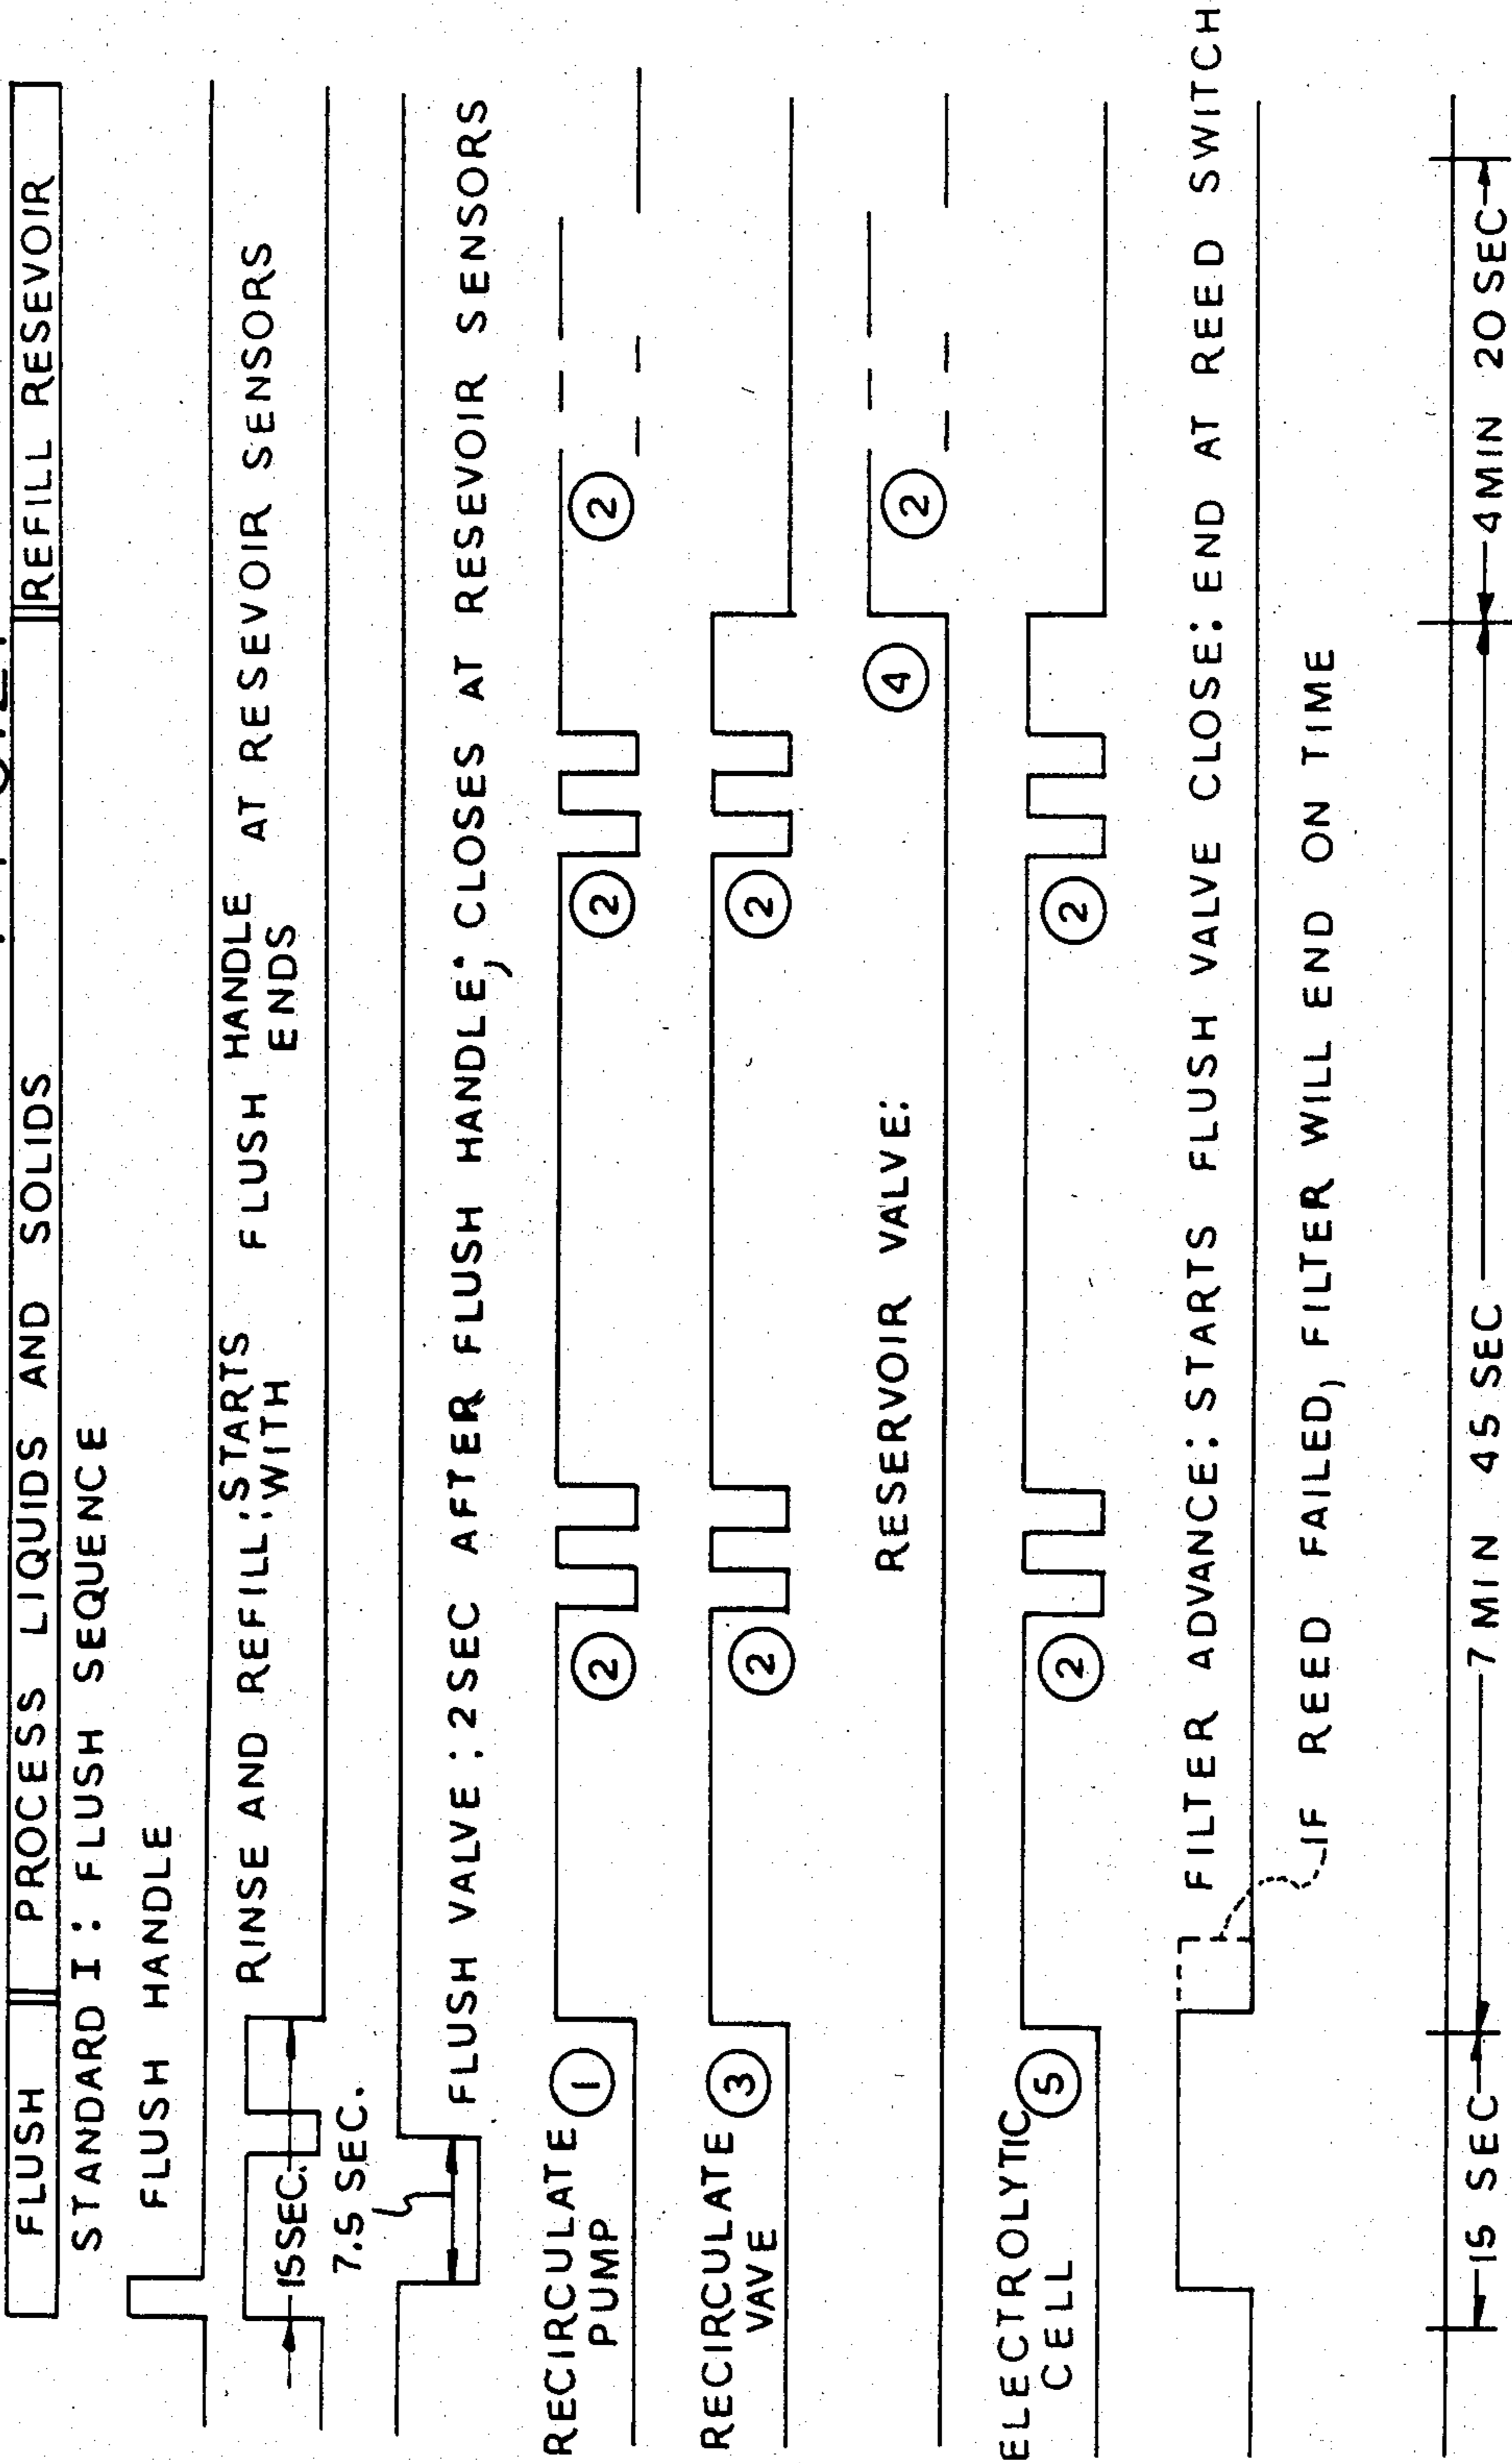 FLUSH PROCESS LIQUIDS AND SOLIDS REFILL RESEVOIR
STANDARD I: FLUSH SEQUENCE
FLUSH HANDLE
RINSE AND REFILL: STARTS WITH FLUSH HANDLE
FLUSH HANDLE ENDS AT RESEVOIR SENSORS
15SEC.
7.5 SEC.
FLUSH VALVE: 2SEC AFTER FLUSH HANDLE; CLOSES AT RESEVOIR SENSORS
RECIRCULATE
PUMP
1 2 2 2
RECIRCULATE
VAVE
3 2 2
RESERVOIR VALVE:
4 2
ELECTROLYTIC
CELL
5 2 2
FILTER ADVANCE: STARTS FLUSH VALVE CLOSE: END AT REED SWITCH
IF REED FAILED, FILTER WILL END ON TIME
15 SEC 7 MIN 45 SEC 4MIN 20SEC